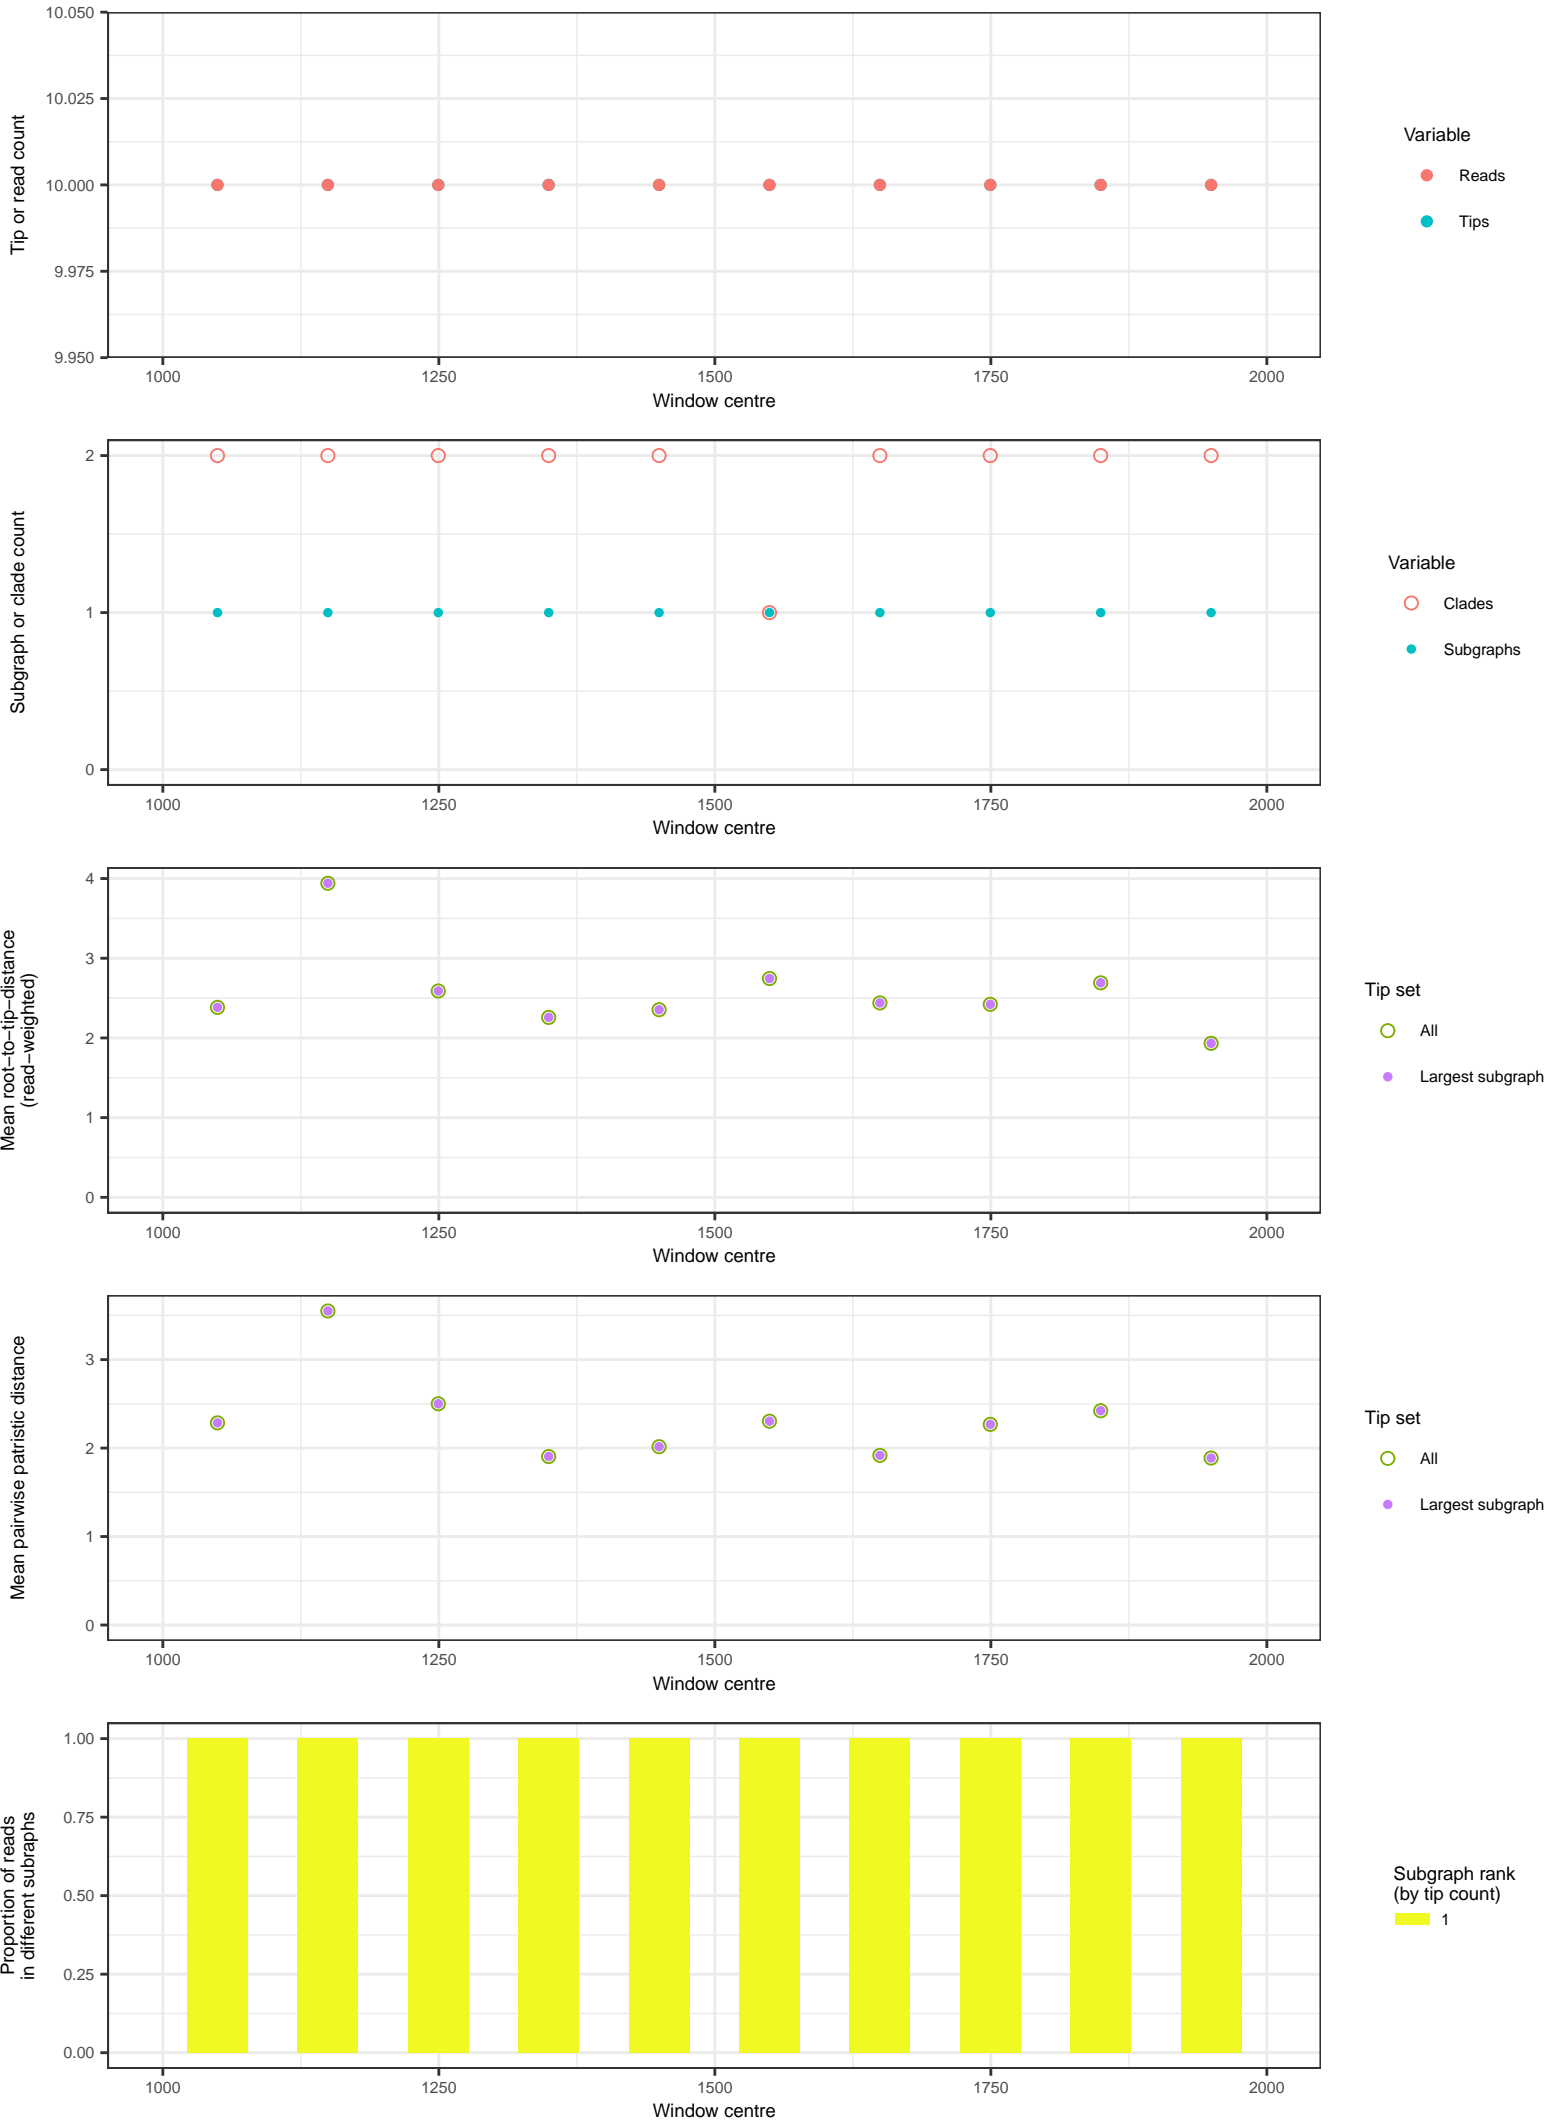 10.050
10.025
10.000
9.975
9.950
Tip or read count
1000 1250 1500 1750 2000
Window centre
Variable
Reads
Tips
2
1
0
Subgraph or clade count
1000 1250 1500 1750 2000
Window centre
Variable
Clades
Subgraphs
4
3
2
1
0
Mean root−to−tip−distance
(read−weighted)
1000 1250 1500 1750 2000
Window centre
Tip set
All
Largest subgraph
3
2
1
0
Mean pairwise patristic distance
1000 1250 1500 1750 2000
Window centre
Tip set
All
Largest subgraph
1.00
0.75
0.50
0.25
0.00
Proportion of reads
in different subraphs
1000 1250 1500 1750 2000
Window centre
Subgraph rank
(by tip count)
1